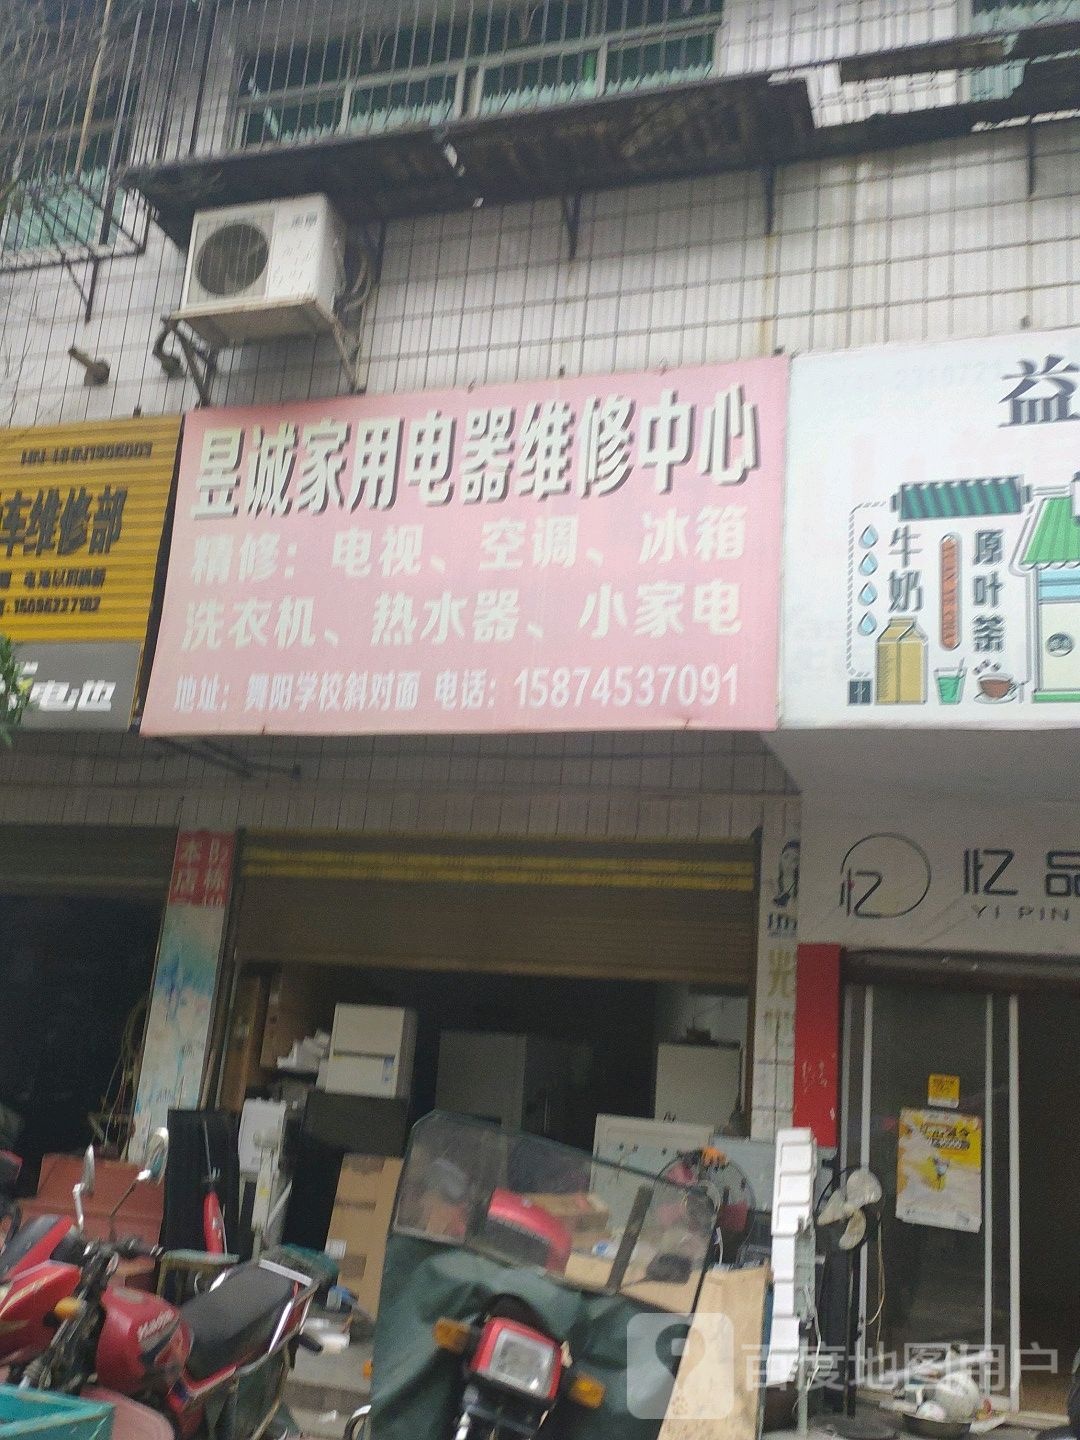 昱诚家用电器维修中心
精修：电视、空调、冰箱
洗衣机、热水器、小家电
地址：舞阳学校斜对面 电话：15874537091
车维修部
电池
益
牛奶
原叶茶
忆
忆品
YI PIN
本店
百度地图用户